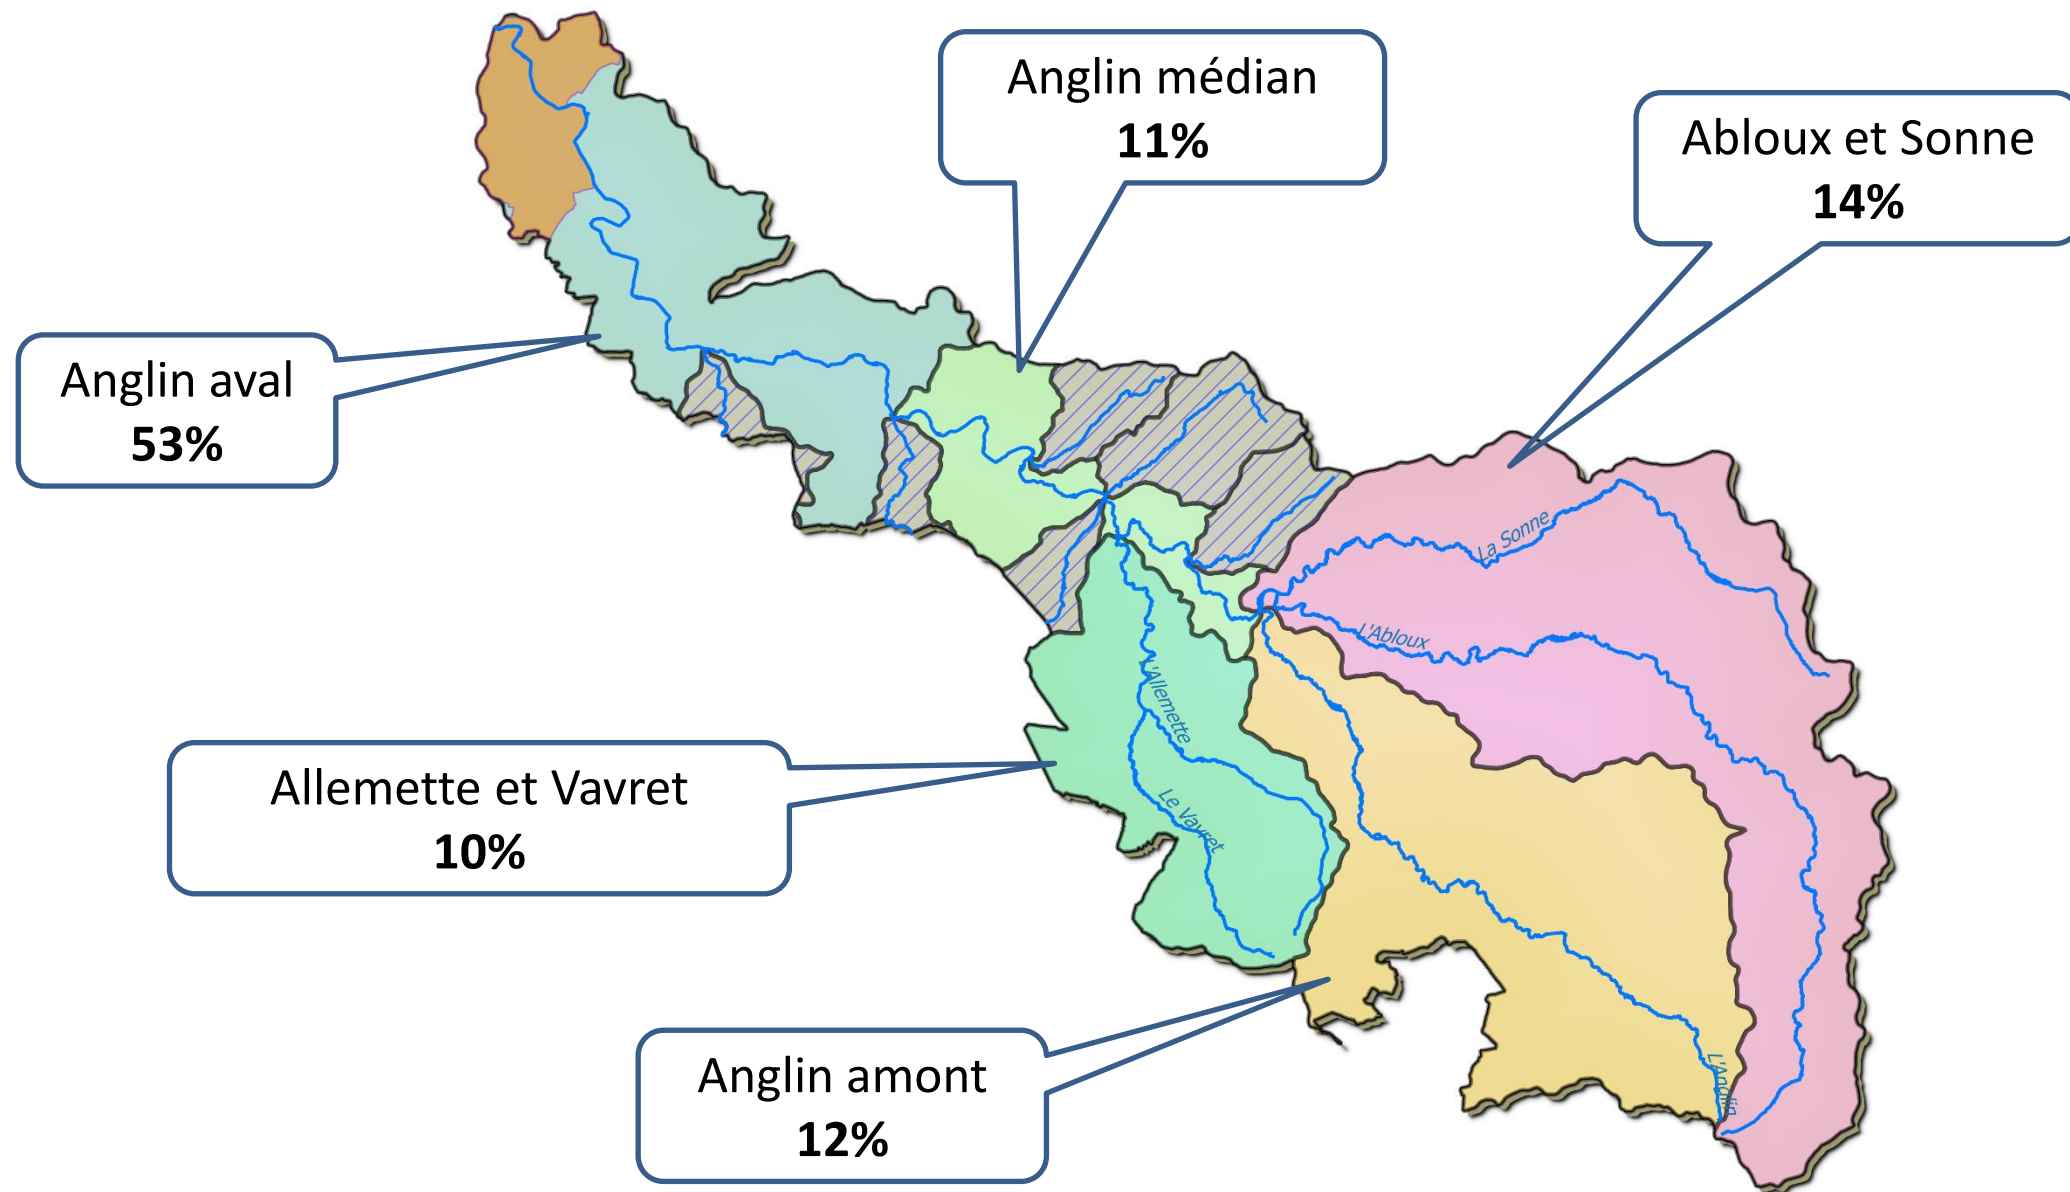 Anglin médian
11%
Abloux et Sonne
14%
Anglin aval
53%
La Sonne
L'Abloux
L'Allemette
Le Vavret
Allemette et Vavret
10%
Anglin amont
12%
L'Anglin